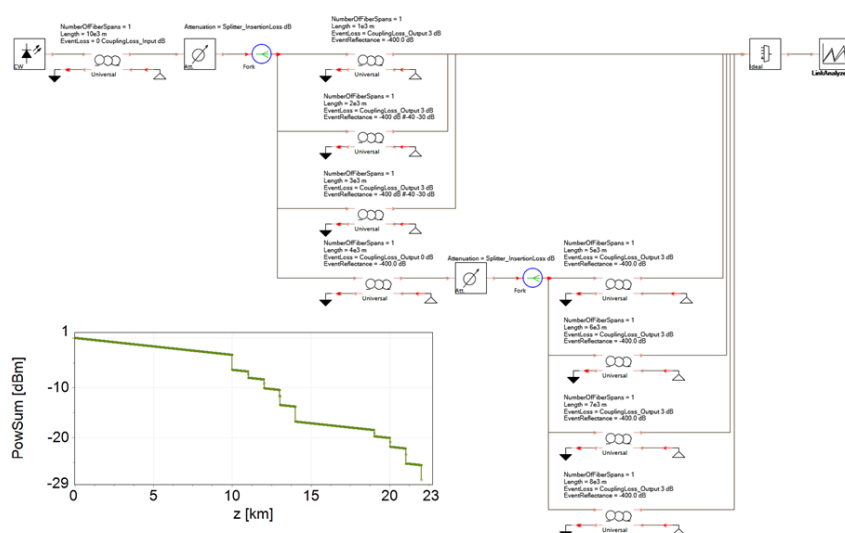 NumberOfFiberSpans = 1
Length = 10e3 m
EventLoss = 0 CouplingLoss_Input dB
CW
Universal
Attenuation = Splitter_InsertionLoss dB
Att.
Fork
NumberOfFiberSpans = 1
Length = 1e3 m
EventLoss = CouplingLoss_Output 3 dB
EventReflectance = -400.0 dB
Universal
Ideal
LinkAnalyze
NumberOfFiberSpans = 1
Length = 2e3 m
EventLoss = CouplingLoss_Output 3 dB
EventReflectance = -400 dB #-40 -30 dB
Universal
NumberOfFiberSpans = 1
Length = 3e3 m
EventLoss = CouplingLoss_Output 3 dB
EventReflectance = -400 dB #-40 -30 dB
Universal
NumberOfFiberSpans = 1
Length = 4e3 m
EventLoss = CouplingLoss_Output 0 dB
EventReflectance = -400.0 dB
Universal
Attenuation = Splitter_InsertionLoss dB
Att.
Fork
NumberOfFiberSpans = 1
Length = 5e3 m
EventLoss = CouplingLoss_Output 3 dB
EventReflectance = -400.0 dB
Universal
NumberOfFiberSpans = 1
Length = 6e3 m
EventLoss = CouplingLoss_Output 3 dB
EventReflectance = -400.0 dB
Universal
NumberOfFiberSpans = 1
Length = 7e3 m
EventLoss = CouplingLoss_Output 3 dB
EventReflectance = -400.0 dB
Universal
NumberOfFiberSpans = 1
Length = 8e3 m
EventLoss = CouplingLoss_Output 3 dB
EventReflectance = -400.0 dB
Universal
PowSum [dBm]
1
-10
-20
-29
0
5
10
15
20
23
z [km]